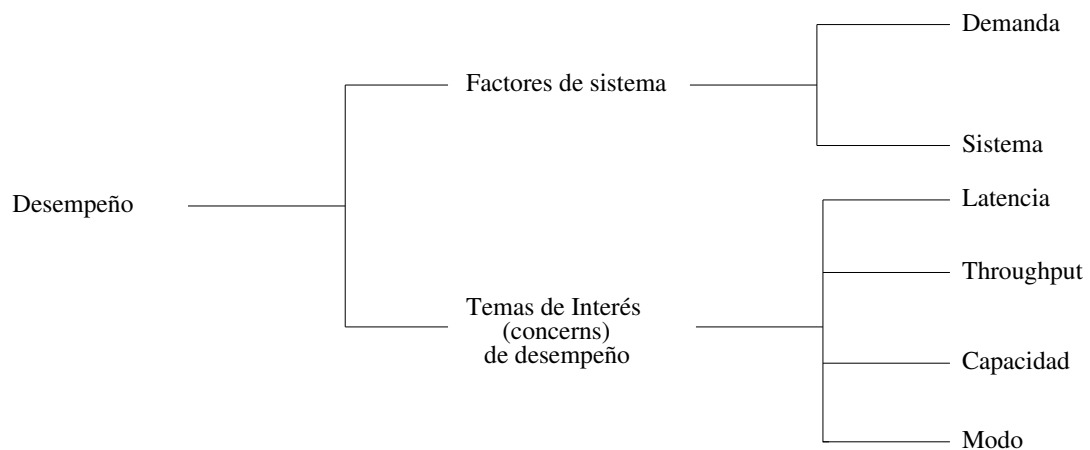 Desempeño
Factores de sistema
Demanda
Sistema
Temas de Interés
(concerns)
de desempeño
Latencia
Throughput
Capacidad
Modo